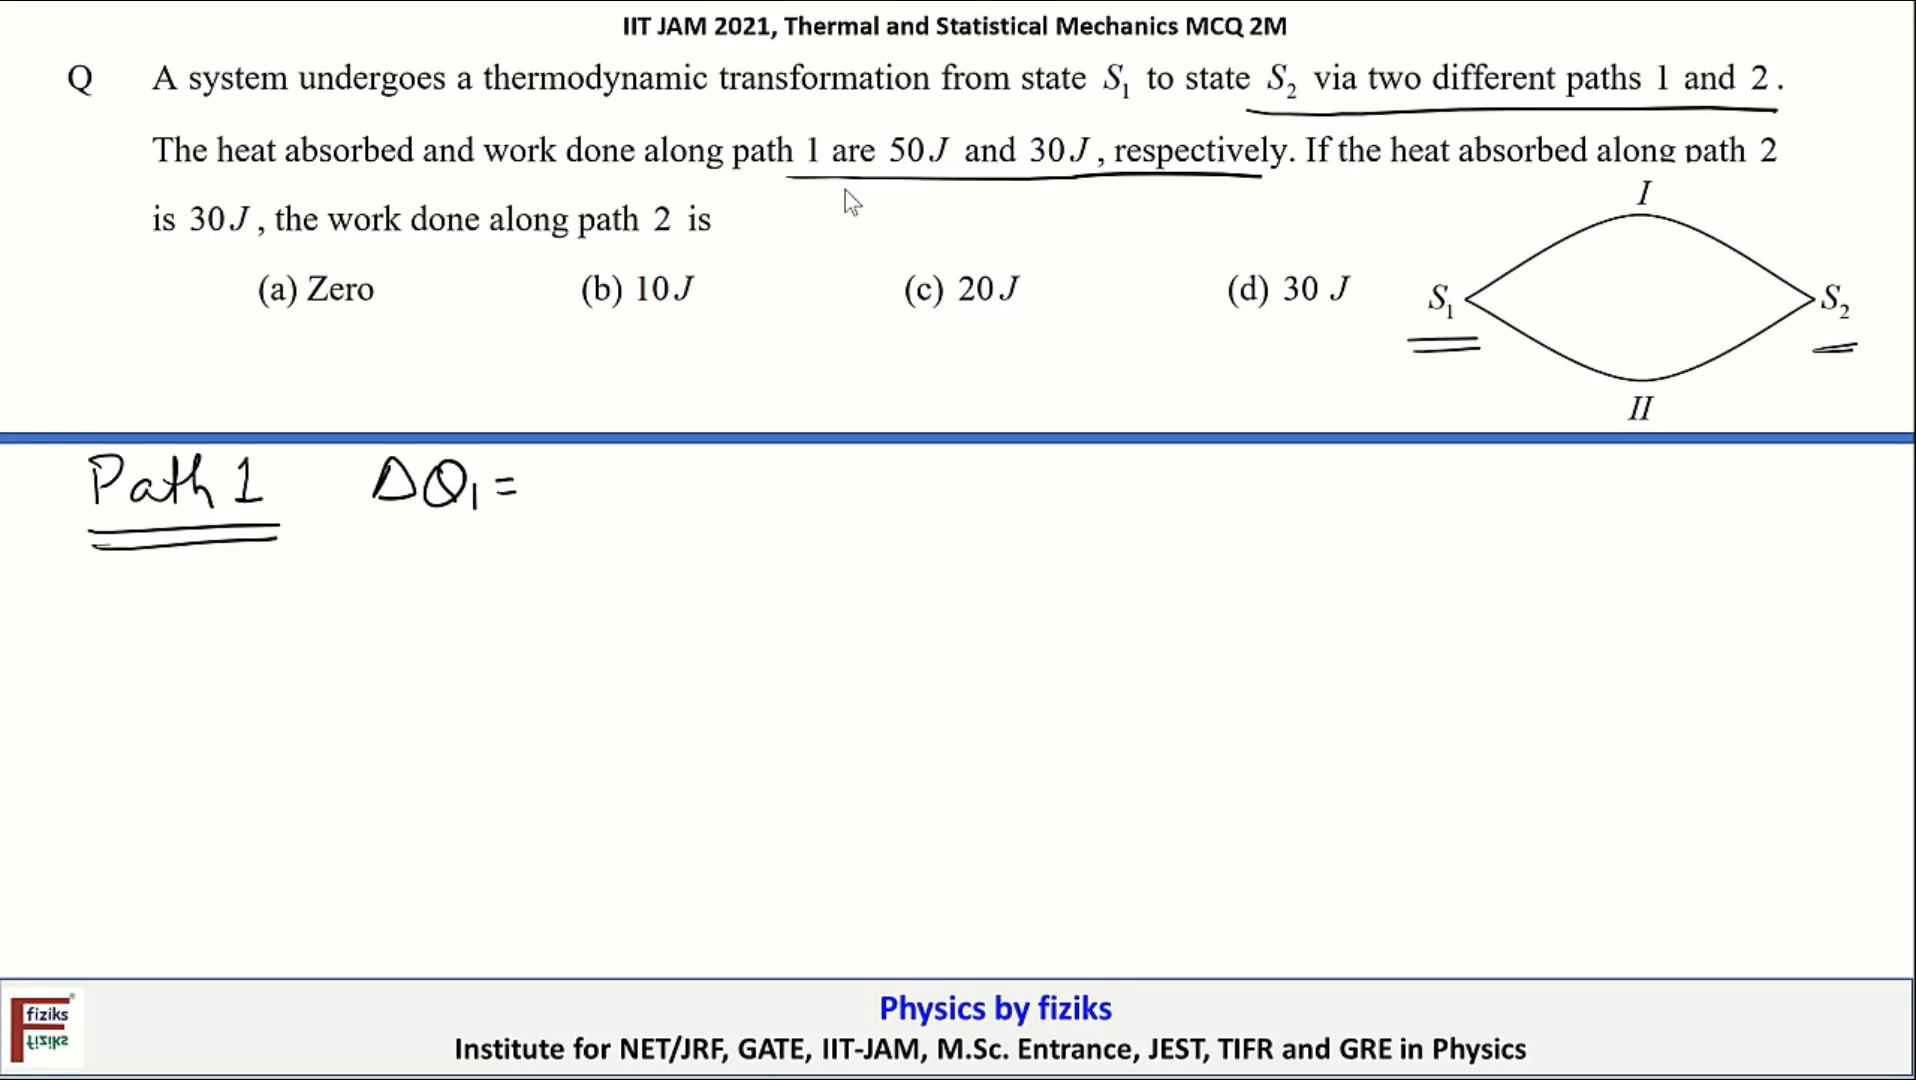 IIT JAM 2021, Thermal and Statistical Mechanics MCQ 2M
Q A system undergoes a thermodynamic transformation from state S₁ to state S₂ via two different paths 1 and 2.
The heat absorbed and work done along path 1 are 50J and 30J, respectively. If the heat absorbed along path 2
is 30J, the work done along path 2 is
(a) Zero (b) 10J (c) 20J (d) 30 J
I
S₁ S₂
II
Path 1 ΔQ₁ =
fiziks
Physics by fiziks
Institute for NET/JRF, GATE, IIT-JAM, M.Sc. Entrance, JEST, TIFR and GRE in Physics